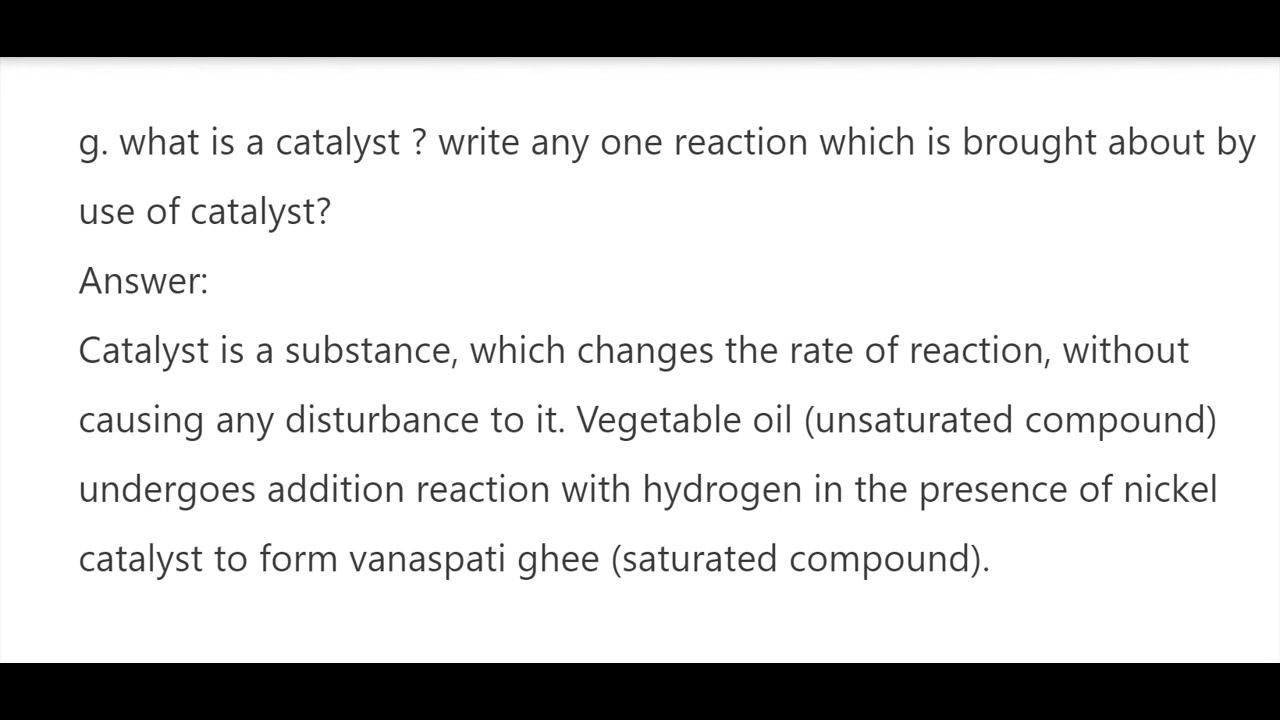 g. what is a catalyst ? write any one reaction which is brought about by
use of catalyst?
Answer:
Catalyst is a substance, which changes the rate of reaction, without
causing any disturbance to it. Vegetable oil (unsaturated compound)
undergoes addition reaction with hydrogen in the presence of nickel
catalyst to form vanaspati ghee (saturated compound).